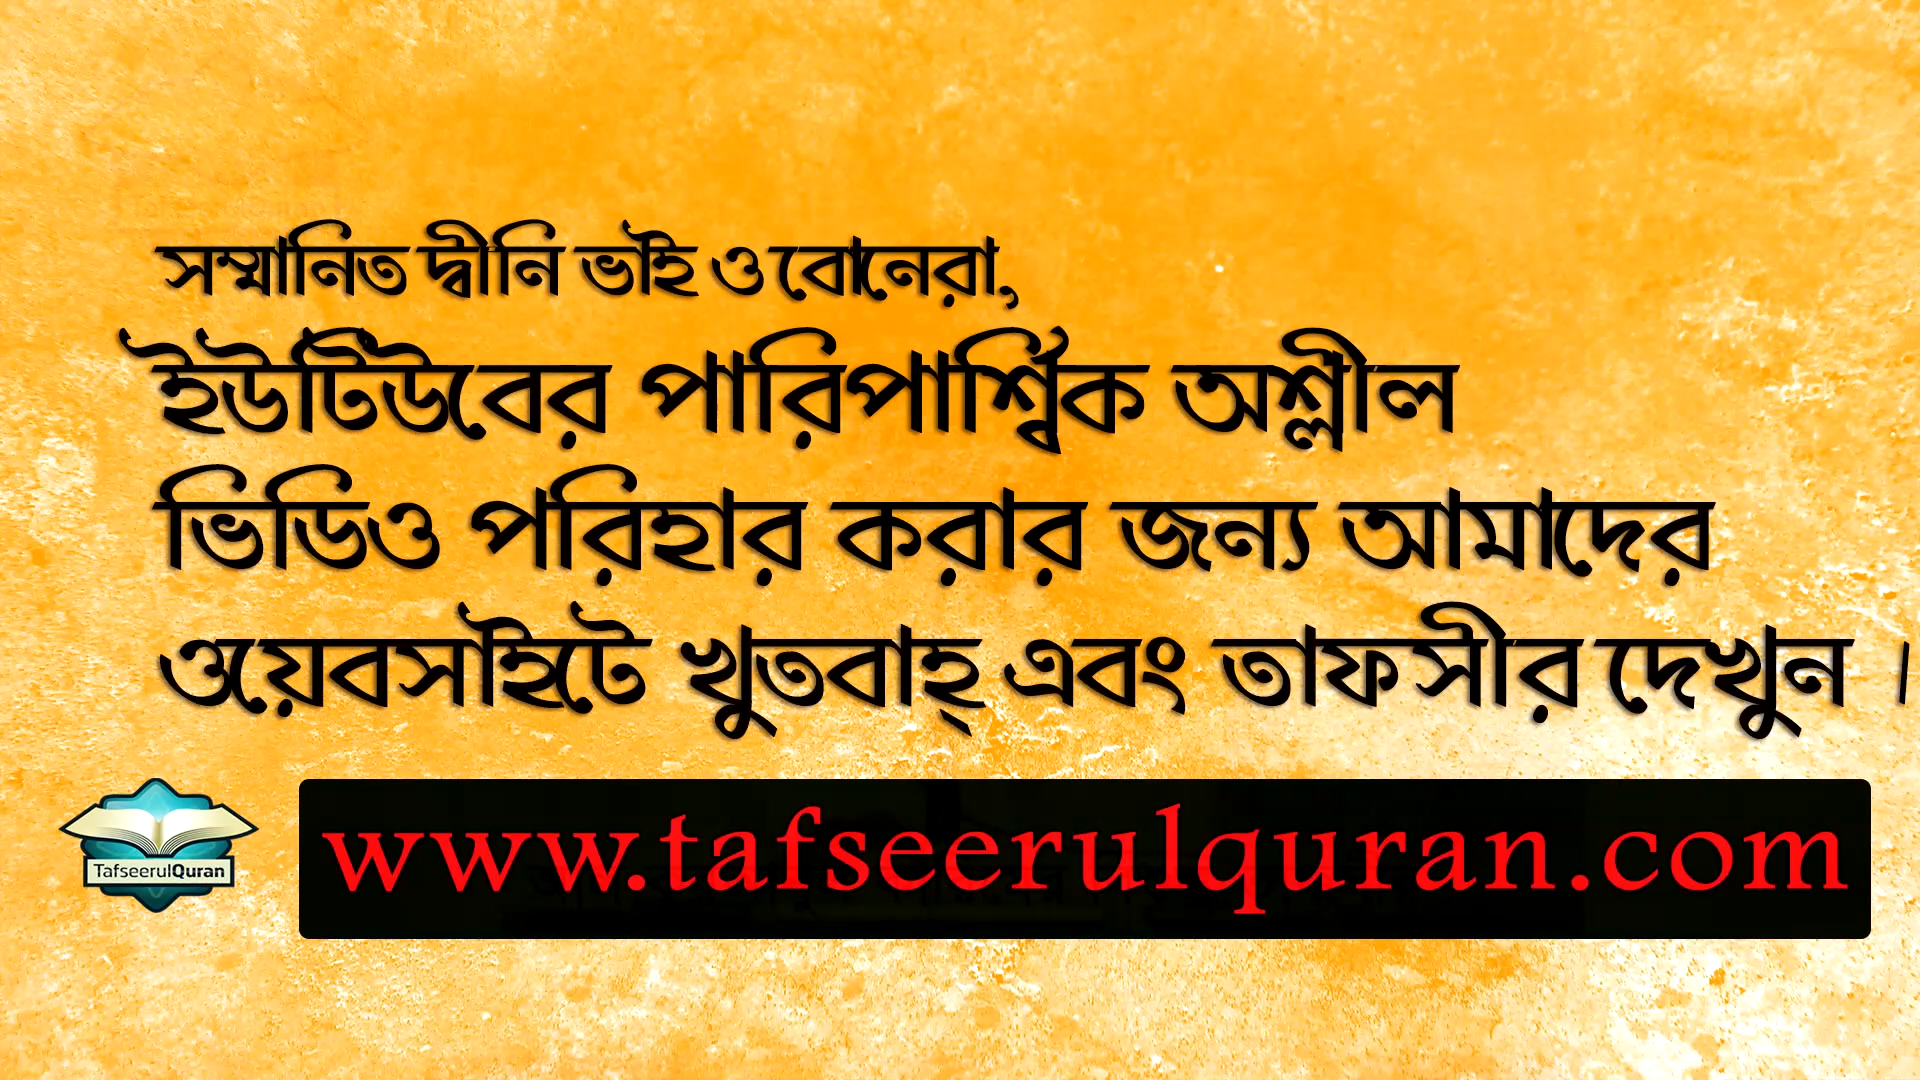 সম্মানিত দ্বীনি ভাই ও বোনেরা,
ইউটিউবের পারিপার্শ্বিক অশ্লীল
ভিডিও পরিহার করার জন্য আমাদের
ওয়েবসাইটে খুতবাহ্ এবং তাফসীর দেখুন ।
TafseerulQuran
www.tafseerulquran.com